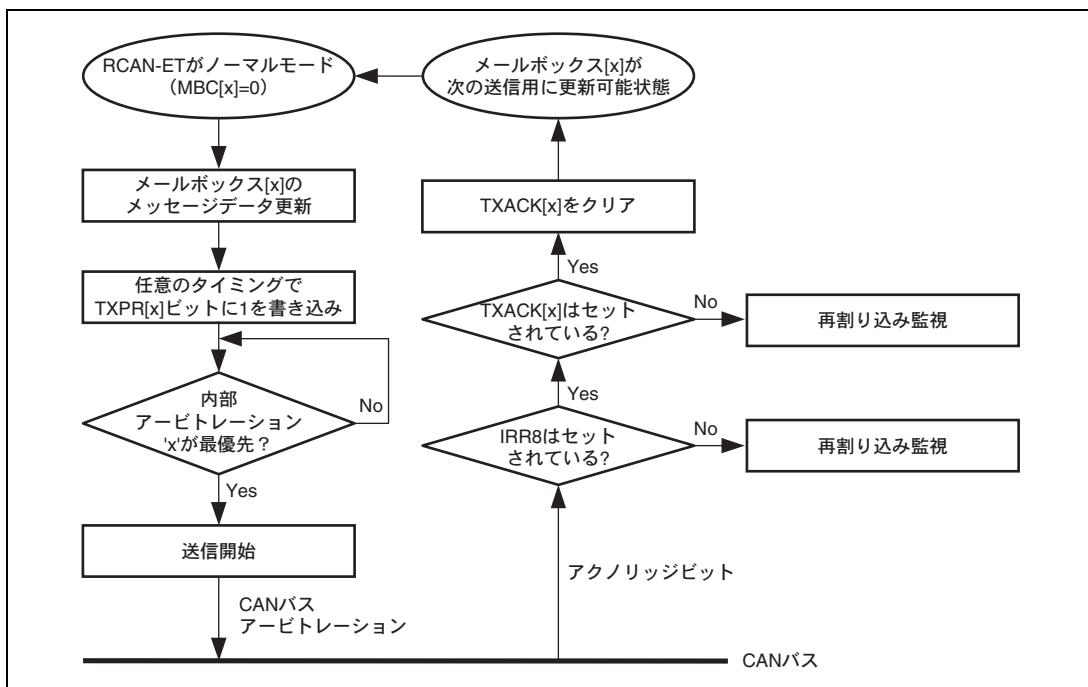 RCAN-ETがノーマルモード
（MBC[x]=0）
メールボックス[x]の
メッセージデータ更新
任意のタイミングで
TXPR[x]ビットに1を書き込み
内部
アービトレーション
'x'が最優先？
No
Yes
送信開始
CANバス
アービトレーション
メールボックス[x]が
次の送信用に更新可能状態
TXACK[x]をクリア
Yes
TXACK[x]はセット
されている?
No
再割り込み監視
Yes
IRR8はセット
されている?
No
再割り込み監視
アクノリッジビット
CANバス